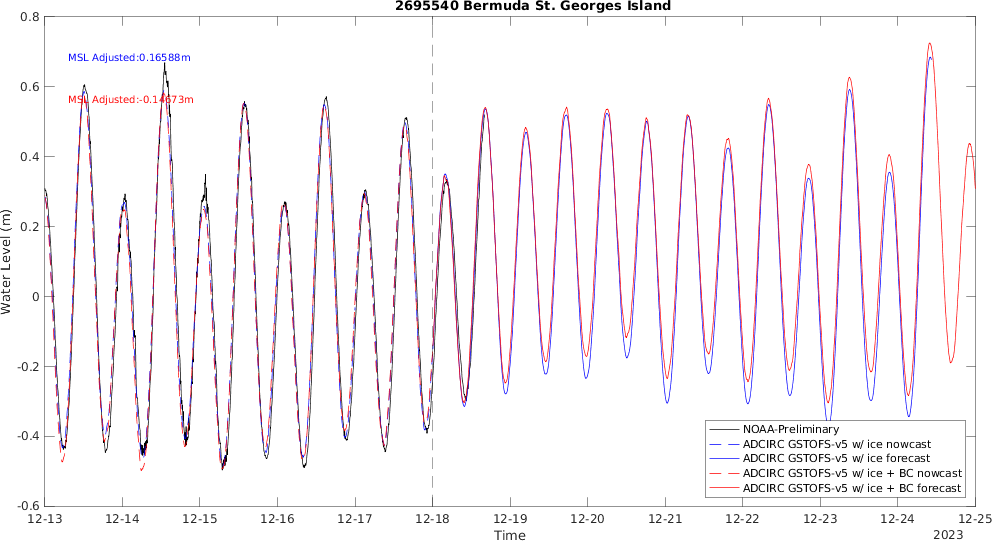 2695540 Bermuda St. Georges Island
0.8
0.6
0.4
0.2
0
-0.2
-0.4
-0.6
Water Level (m)
MSL Adjusted:0.16588m
MSL Adjusted:-0.14673m
NOAA-Preliminary
ADCIRC GSTOFS-v5 w/ ice nowcast
ADCIRC GSTOFS-v5 w/ ice forecast
ADCIRC GSTOFS-v5 w/ ice + BC nowcast
ADCIRC GSTOFS-v5 w/ ice + BC forecast
12-13 12-14 12-15 12-16 12-17 12-18 12-19 12-20 12-21 12-22 12-23 12-24 12-25
Time
2023